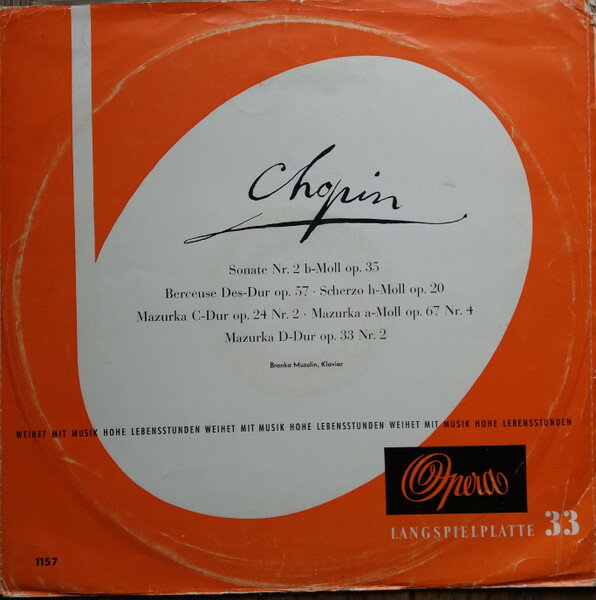 Chopin
Sonate Nr. 2 b-Moll op. 35
Berceuse Des-Dur op. 57 · Scherzo h-Moll op. 20
Mazurka C-Dur op. 24 Nr. 2 · Mazurka a-Moll op. 67 Nr. 4
Mazurka D-Dur op. 33 Nr. 2
Branka Musulin, Klavier
WEIHET MIT MUSIK HOHE LEBENSSTUNDEN WEIHET MIT MUSIK HOHE LEBENSSTUNDEN WEIHET MIT MUSIK HOHE LEBENSSTUNDEN
Opera
LANGSPIELPLATTE 33
1157